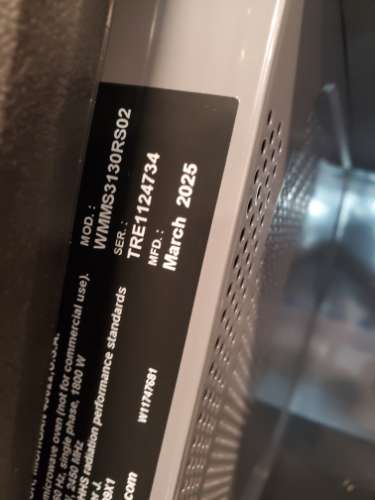 MOD. :
WMMS3130RS02
SER. :
TRE1124734
MFD. :
March 2025
microwave oven (not for commercial use).
Hz, single phase, 1800 W
radiation performance standards
W11747681
.com